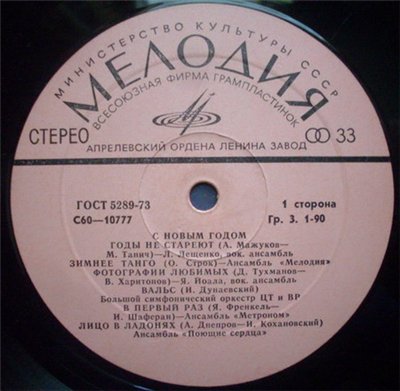 МИНИСТЕРСТВО КУЛЬТУРЫ СССР
МЕЛОДИЯ
ВСЕСОЮЗНАЯ ФИРМА ГРАМПЛАСТИНОК
СТЕРЕО
33
АПРЕЛЕВСКИЙ ОРДЕНА ЛЕНИНА ЗАВОД
ГОСТ 5289-73
1 сторона
С60—10777
Гр. 3. 1-90
С НОВЫМ ГОДОМ
ГОДЫ НЕ СТАРЕЮТ (А. Мажуков—
М. Танич)—Л. Лещенко, вок. ансамбль
ЗИМНЕЕ ТАНГО (О. Строк)—Ансамбль «Мелодия»
ФОТОГРАФИИ ЛЮБИМЫХ (Д. Тухманов—
В. Харитонов)—Я. Йоала, вок. ансамбль
ВАЛЬС (И. Дунаевский)
Большой симфонический оркестр ЦТ и ВР
В ПЕРВЫЙ РАЗ (Я. Френкель—
И. Шаферан)—Ансамбль «Метроном»
ЛИЦО В ЛАДОНЯХ (А. Днепров—И. Кохановский)
Ансамбль «Поющие сердца»